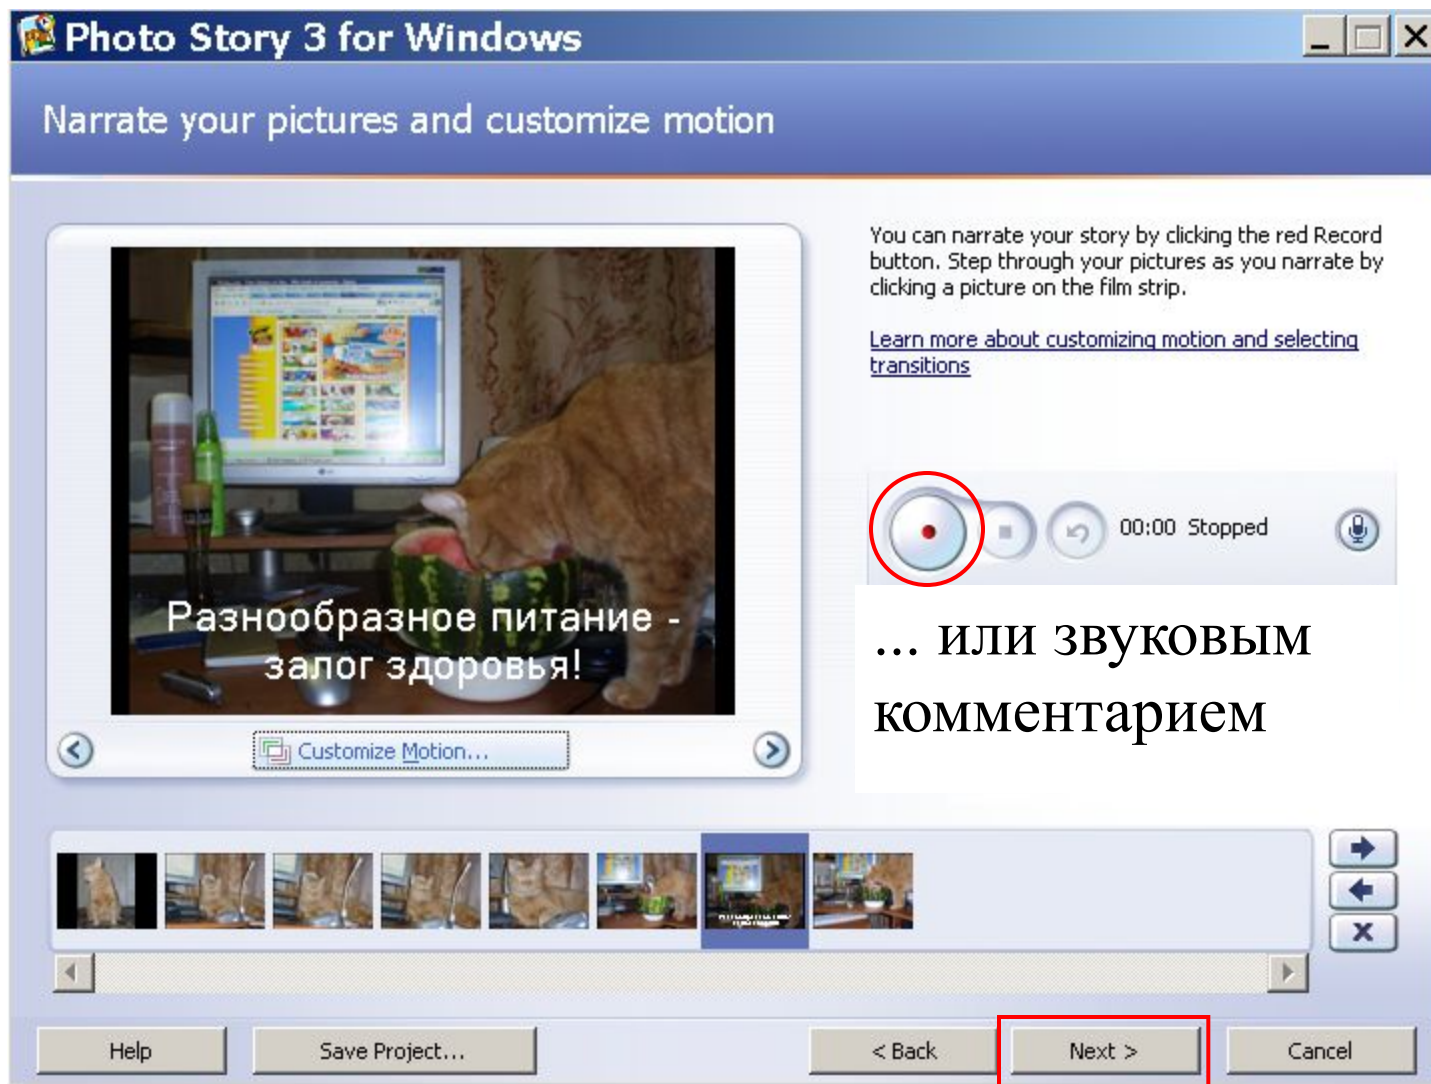 Photo Story 3 for Windows
Narrate your pictures and customize motion
You can narrate your story by clicking the red Record
button. Step through your pictures as you narrate by
clicking a picture on the film strip.
Learn more about customizing motion and selecting
transitions
00:00 Stopped
Разнообразное питание -
залог здоровья!
... или звуковым
комментарием
Customize Motion...
Help
Save Project...
< Back
Next >
Cancel